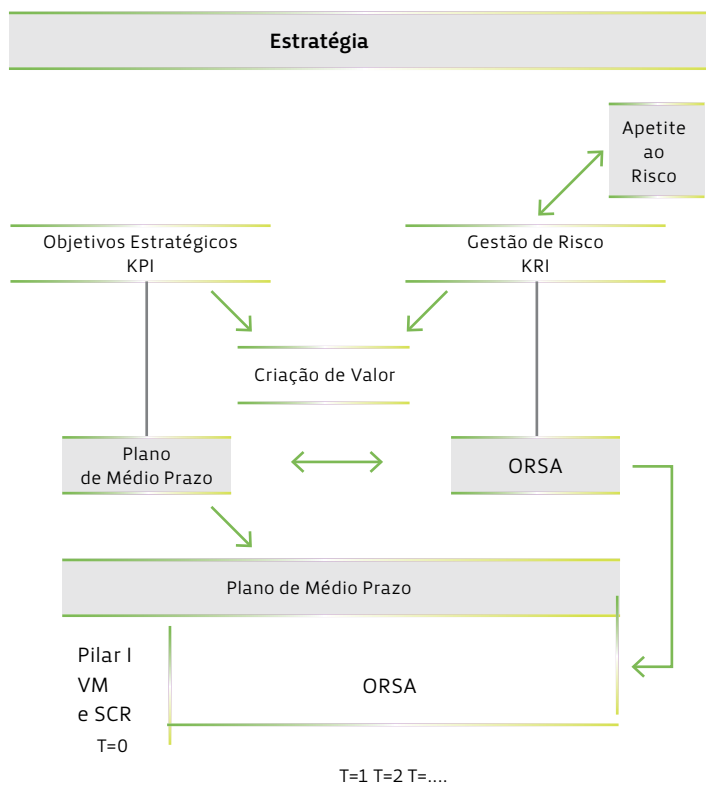 Estratégia
Apetite
ao
Risco
Objetivos Estratégicos
KPI
Gestão de Risco
KRI
Criação de Valor
Plano
de Médio Prazo
ORSA
Plano de Médio Prazo
Pilar I
VM
e SCR
T=0
ORSA
T=1 T=2 T=....